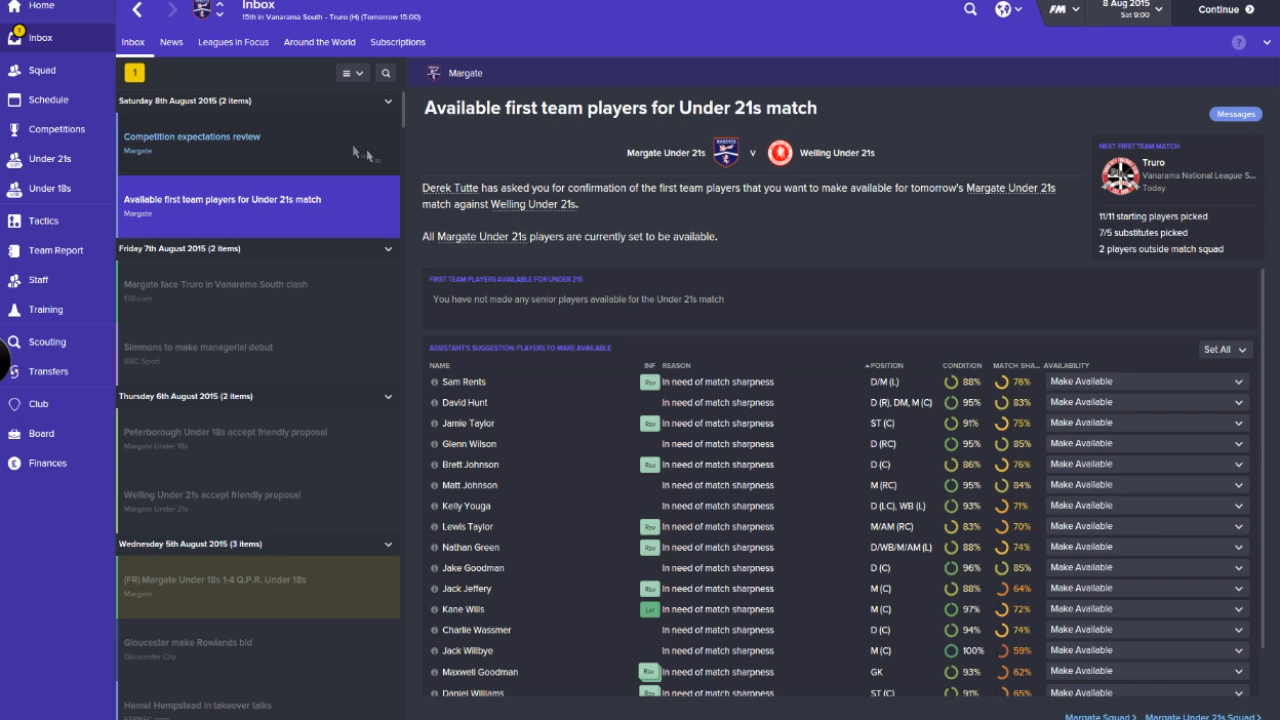 Home
Inbox
Squad
Schedule
Competitions
Under 21s
Under 18s
Tactics
Team Report
Staff
Training
Scouting
Transfers
Club
Board
Finances
Inbox
15th in Vanarama South - Truro (H) (Tomorrow 15:00)
FM
8 Aug 2015
Sat 9:00
Continue
Inbox News Leagues in Focus Around the World Subscriptions
1
Saturday 8th August 2015 (2 items)
Competition expectations review
Margate
Available first team players for Under 21s match
Margate
Friday 7th August 2015 (2 items)
Margate face Truro in Vanarama South clash
138.com
Simmons to make managerial debut
BBC Sport
Thursday 6th August 2015 (2 items)
Peterborough Under 18s accept friendly proposal
Margate Under 18s
Welling Under 21s accept friendly proposal
Margate Under 21s
Wednesday 5th August 2015 (3 items)
(FR) Margate Under 18s 1-4 Q.P.R. Under 18s
Margate
Gloucester make Rowlands bid
Gloucester City
Hemel Hempstead in takeover talks
Margate
Available first team players for Under 21s match
Messages
Margate Under 21s v Welling Under 21s
Derek Tutte has asked you for confirmation of the first team players that you want to make available for tomorrow's Margate Under 21s
match against Welling Under 21s.
All Margate Under 21s players are currently set to be available.
NEXT FIRST TEAM MATCH
Truro
Vanarama National League S...
Today
11/11 starting players picked
7/5 substitutes picked
2 players outside match squad
FIRST TEAM PLAYERS AVAILABLE FOR UNDER 21S
You have not made any senior players available for the Under 21s match
ASSISTANT'S SUGGESTION: PLAYERS TO MAKE AVAILABLE
Set All
NAME INF REASON POSITION CONDITION MATCH SHA... AVAILABILITY
Sam Rents Rsv In need of match sharpness D/M (L) 88% 76% Make Available
David Hunt In need of match sharpness D (R), DM, M (C) 95% 83% Make Available
Jamie Taylor Rsv In need of match sharpness ST (C) 91% 75% Make Available
Glenn Wilson In need of match sharpness D (RC) 95% 85% Make Available
Brett Johnson Rsv In need of match sharpness D (C) 86% 76% Make Available
Matt Johnson In need of match sharpness M (RC) 95% 84% Make Available
Kelly Youga In need of match sharpness D (LC), WB (L) 93% 71% Make Available
Lewis Taylor Rsv In need of match sharpness M/AM (RC) 83% 70% Make Available
Nathan Green Rsv In need of match sharpness D/WB/M/AM (L) 88% 74% Make Available
Jake Goodman In need of match sharpness D (C) 96% 85% Make Available
Jack Jeffery Rsv In need of match sharpness M (C) 88% 64% Make Available
Kane Wills Lst In need of match sharpness M (C) 97% 72% Make Available
Charlie Wassmer In need of match sharpness D (C) 94% 74% Make Available
Jack Willbye In need of match sharpness M (C) 100% 59% Make Available
Maxwell Goodman Rsv In need of match sharpness GK 93% 62% Make Available
Daniel Williams Rsv In need of match sharpness ST (C) 91% 65% Make Available
Margate Squad > Margate Under 21s Squad >